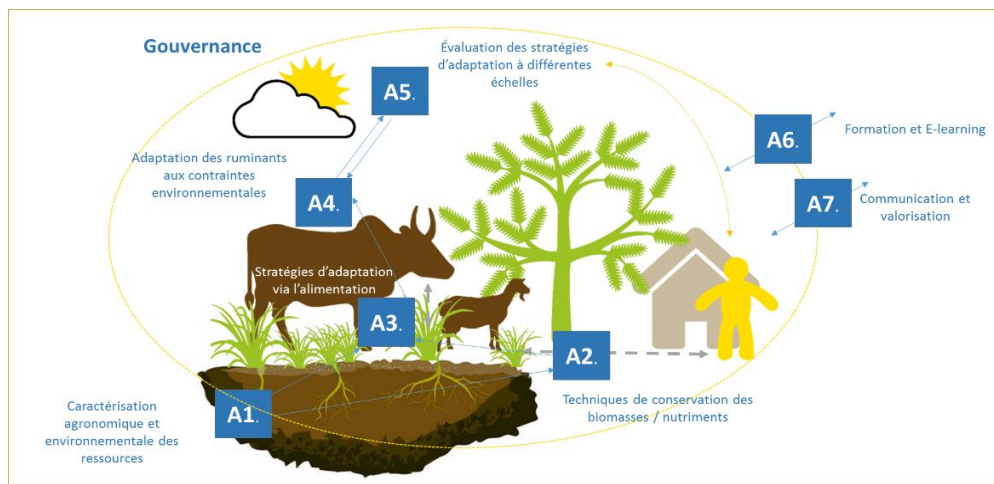 Gouvernance
Évaluation des stratégies
d'adaptation à différentes
échelles
A5.
A6.
Formation et E-learning
Adaptation des ruminants
aux contraintes
environnementales
A4.
A7.
Communication et
valorisation
Stratégies d'adaptation
via l'alimentation
A3.
A2.
Techniques de conservation des
biomasses / nutriments
A1.
Caractérisation
agronomique et
environnementale des
ressources